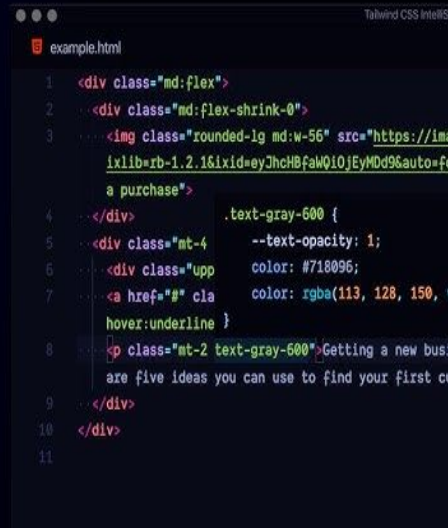 Tailwind CSS IntelliS
example.html
1 <div class="md:flex">
2 <div class="md:flex-shrink-0">
3 <img class="rounded-lg md:w-56" src="https://ima
ixlib=rb-1.2.1&ixid=eyJhcHBfaWQiOjEyMDd9&auto=fo
a purchase">
4 </div>
.text-gray-600 {
5 <div class="mt-4
--text-opacity: 1;
6 <div class="upp
color: #718096;
7 <a href="#" cla
color: rgba(113, 128, 150,
hover:underline
}
8 <p class="mt-2 text-gray-600">Getting a new busi
are five ideas you can use to find your first cu
9 </div>
10 </div>
11